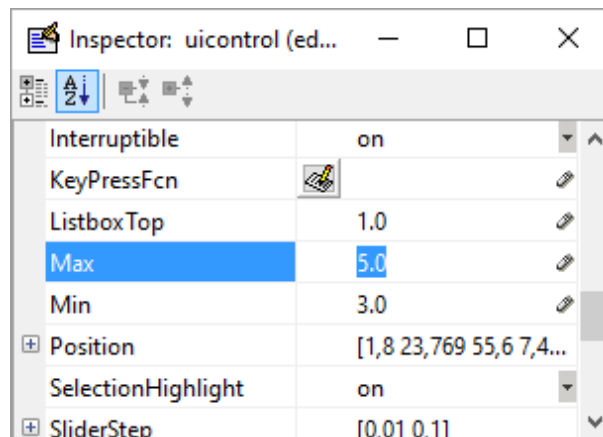 Inspector: uicontrol (ed...
A
Z
Interruptible on
KeyPressFcn
ListboxTop 1.0
Max 5.0
Min 3.0
Position [1,8 23,769 55,6 7,4...
SelectionHighlight on
SliderStep [0.01 0.1]